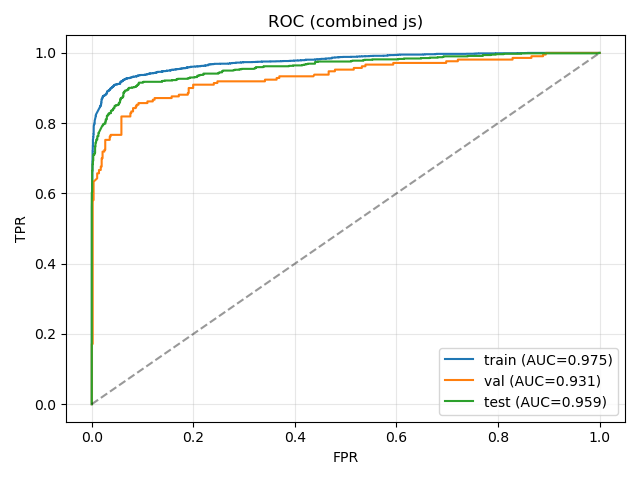 ROC (combined js)
TPR
1.0
0.8
0.6
0.4
0.2
0.0
train (AUC=0.975)
val (AUC=0.931)
test (AUC=0.959)
0.0 0.2 0.4 0.6 0.8 1.0
FPR